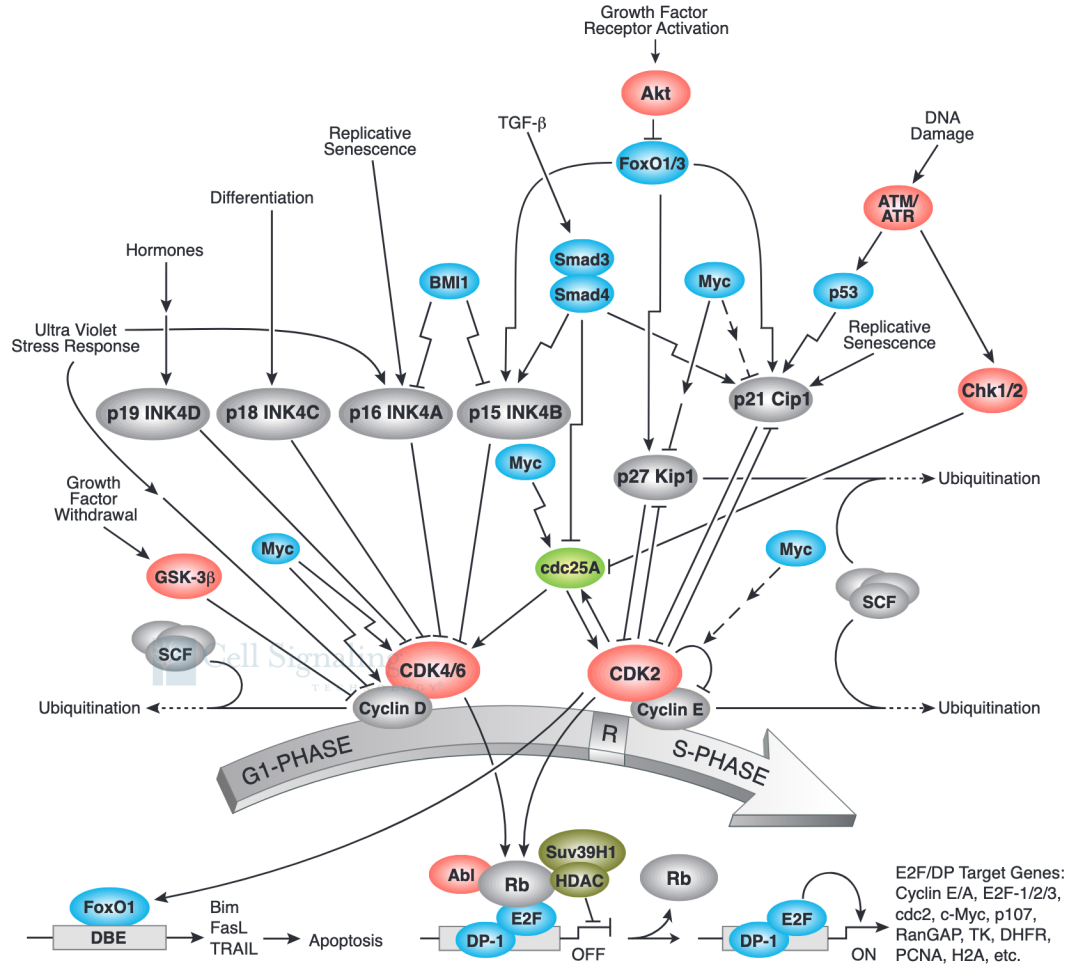 Growth Factor
Receptor Activation
Akt
TGF-β
DNA
Damage
Replicative
Senescence
FoxO1/3
ATM/
ATR
Differentiation
Hormones
Smad3
BMI1
Myc
Smad4
p53
Ultra Violet
Stress Response
Replicative
Senescence
p19 INK4D
p18 INK4C
p16 INK4A
p15 INK4B
p21 Cip1
Chk1/2
Myc
p27 Kip1
Ubiquitination
Growth
Factor
Withdrawal
Myc
Myc
GSK-3β
cdc25A
SCF
SCF
Cell Signaling
TECHNOLOGY
CDK4/6
CDK2
Ubiquitination
Cyclin D
Cyclin E
Ubiquitination
G1-PHASE
R
S-PHASE
Suv39H1
Abl
Rb
HDAC
Rb
E2F/DP Target Genes:
Cyclin E/A, E2F-1/2/3,
cdc2, c-Myc, p107,
RanGAP, TK, DHFR,
PCNA, H2A, etc.
FoxO1
DBE
Bim
FasL
TRAIL
Apoptosis
E2F
DP-1
OFF
E2F
DP-1
ON